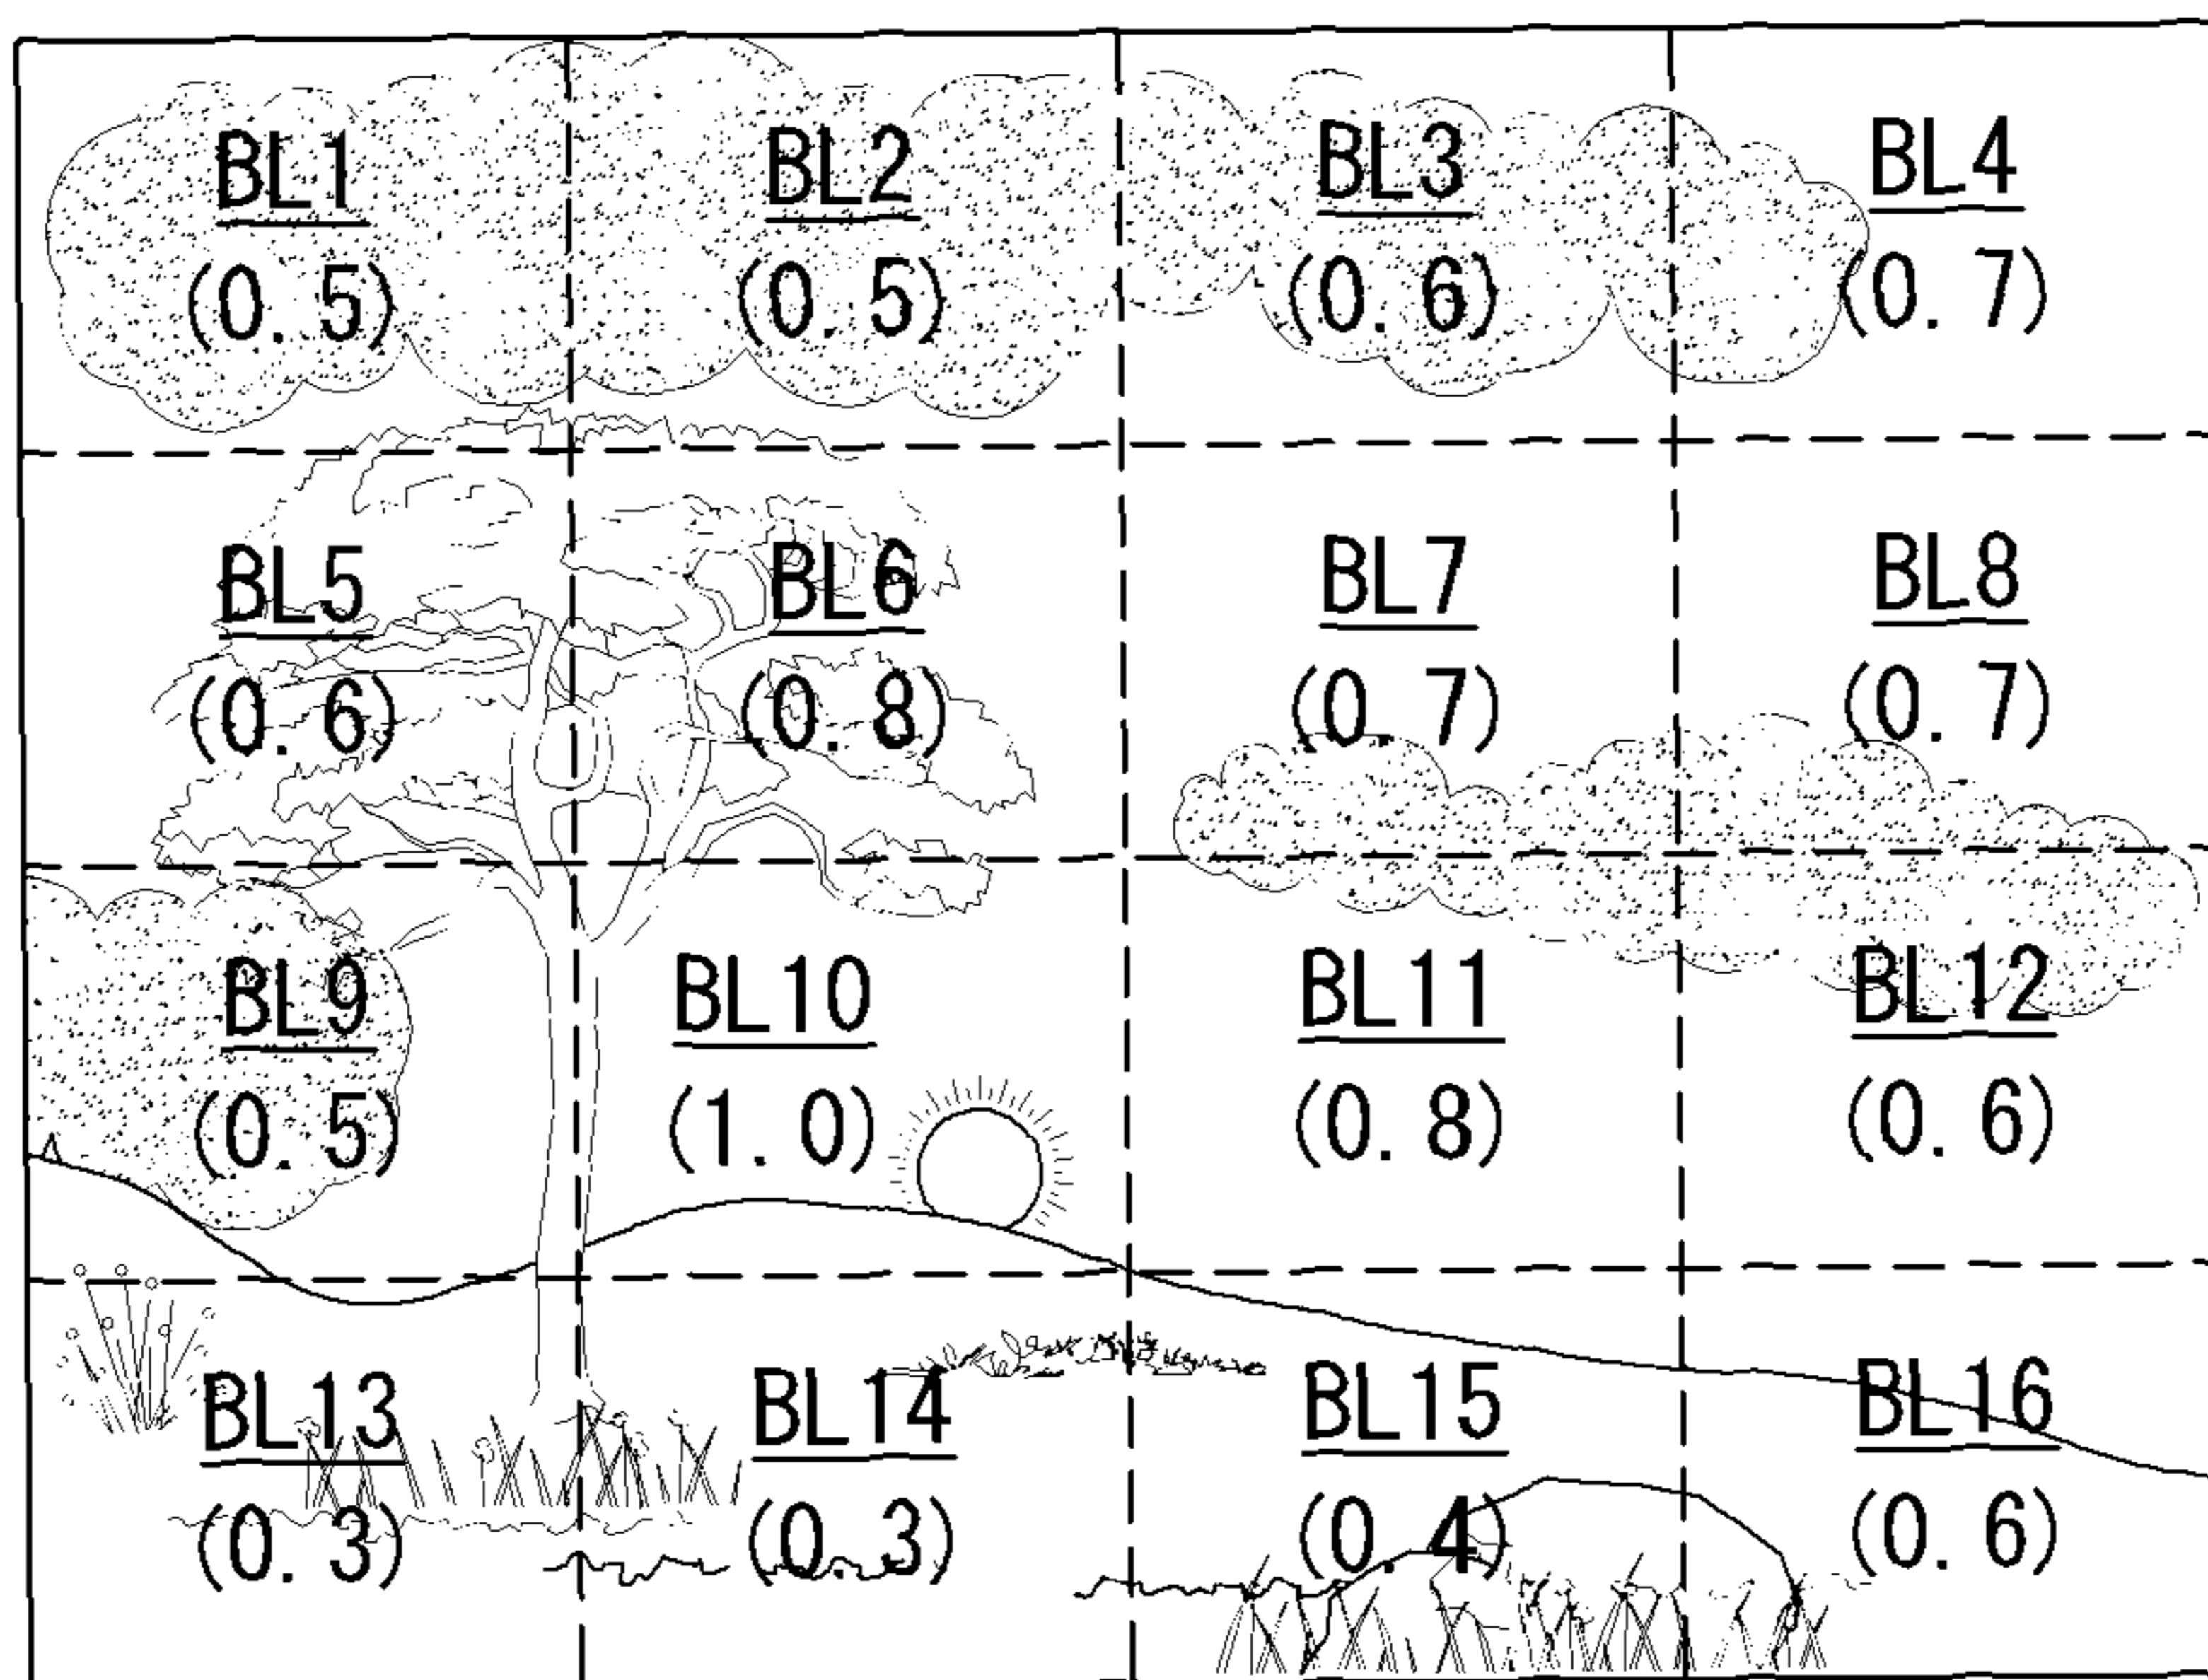 BL1 BL2 BL3 BL4
(0.5) (0.5) (0.6) (0.7)
BL5 BL6 BL7 BL8
(0.6) (0.8) (0.7) (0.7)
BL9 BL10 BL11 BL12
(0.5) (1.0) (0.8) (0.6)
BL13 BL14 BL15 BL16
(0.3) (0.3) (0.4) (0.6)